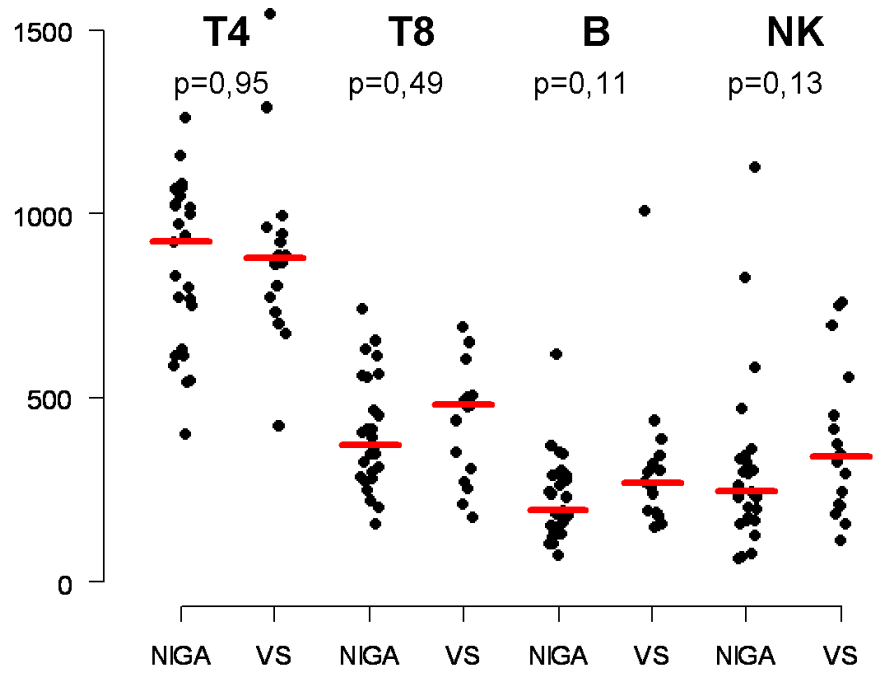 1500
T4 T8 B NK
p=0,95 p=0,49 p=0,11 p=0,13
1000
500
0
NIGA VS NIGA VS NIGA VS NIGA VS